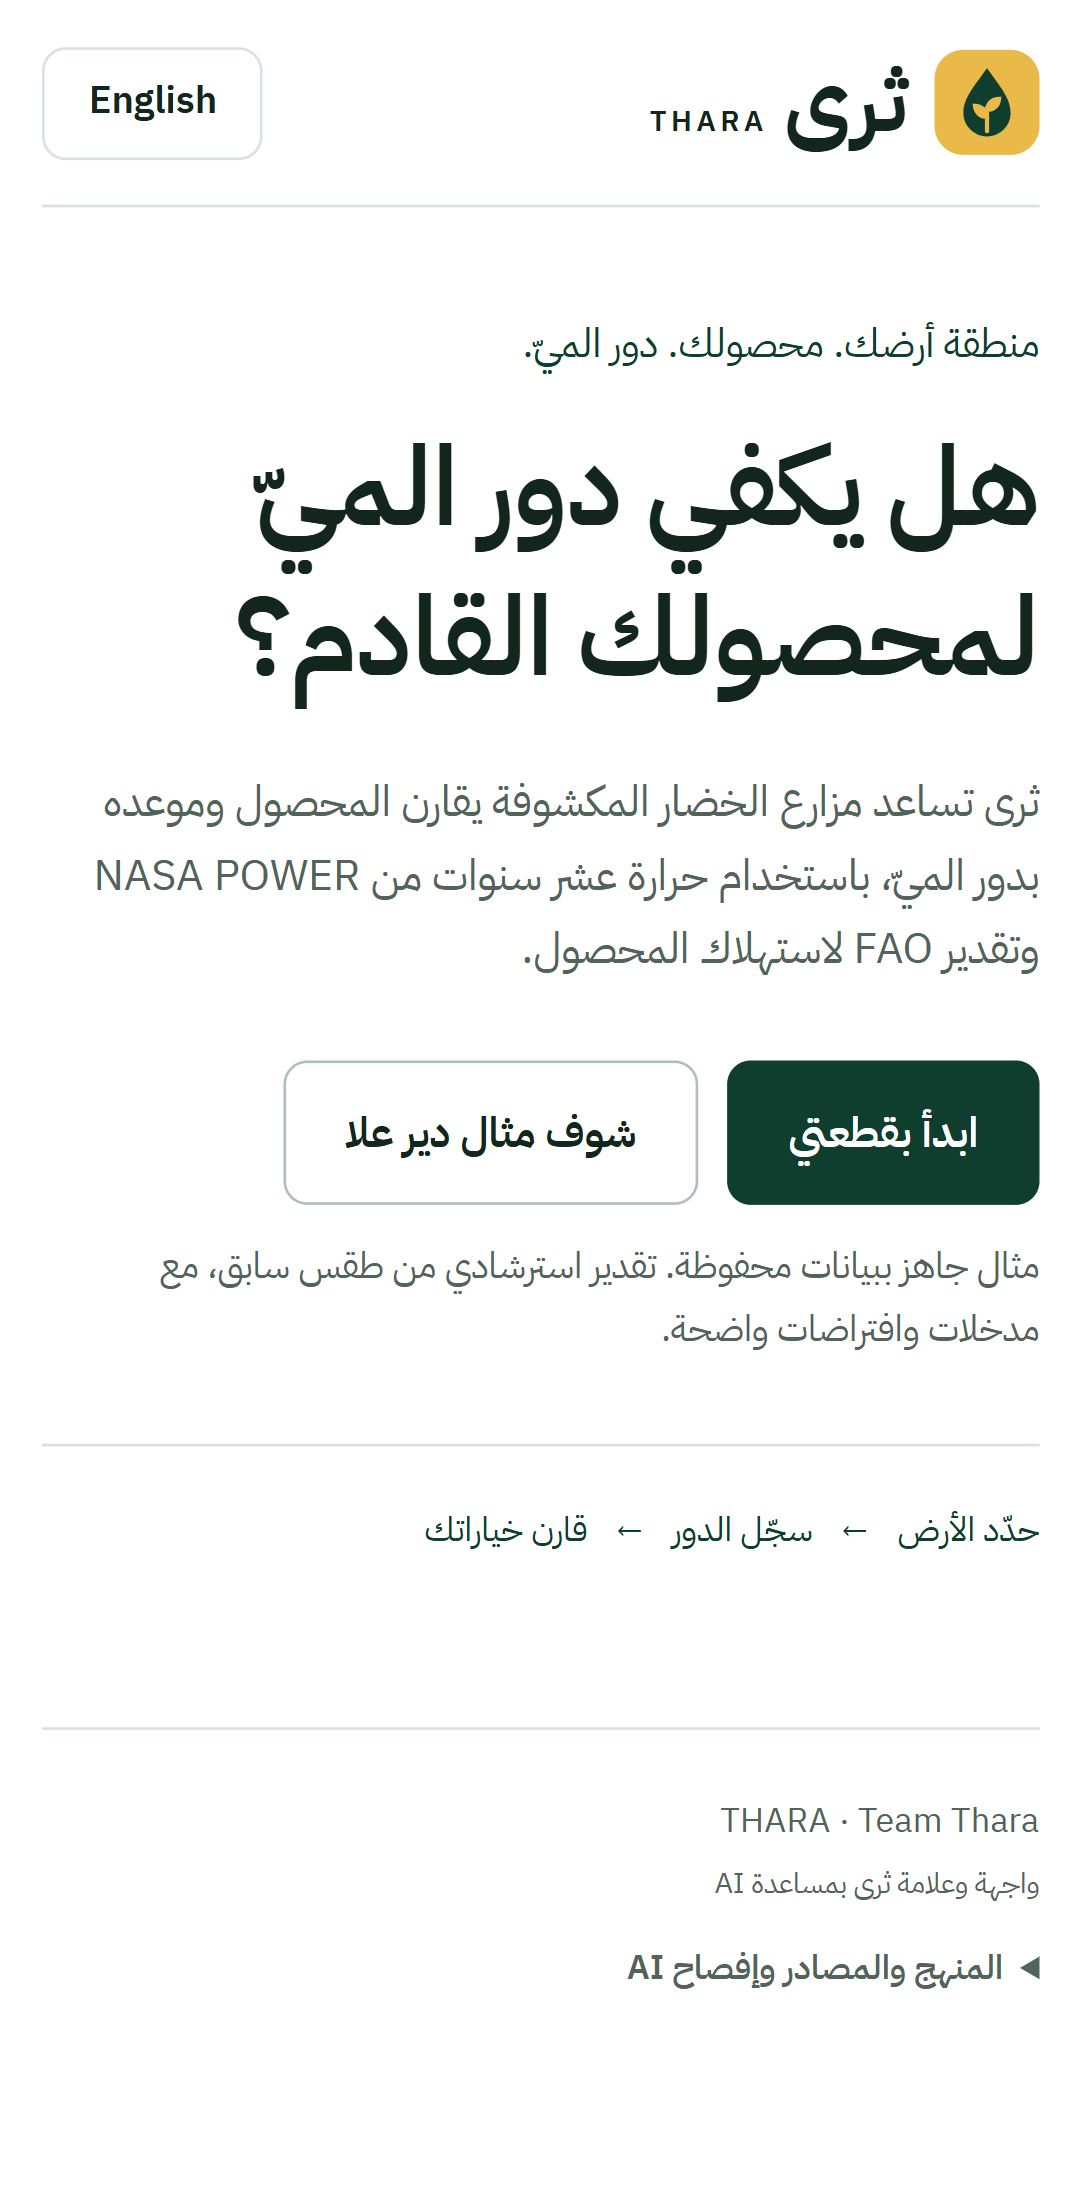 ثرى THARA
English
منطقة أرضك. محصولك. دور الميّ.
هل يكفي دور الميّ
لمحصولك القادم؟
ثرى تساعد مزارع الخضار المكشوفة يقارن المحصول وموعده
بدور الميّ، باستخدام حرارة عشر سنوات من NASA POWER
وتقدير FAO لاستهلاك المحصول.
ابدأ بقطعتي
شوف مثال دير علا
مثال جاهز ببيانات محفوظة. تقدير استرشادي من طقس سابق، مع
مدخلات وافتراضات واضحة.
حدّد الأرض ← سجّل الدور ← قارن خياراتك
THARA · Team Thara
واجهة وعلامة ثرى بمساعدة AI
المنهج والمصادر وإفصاح AI